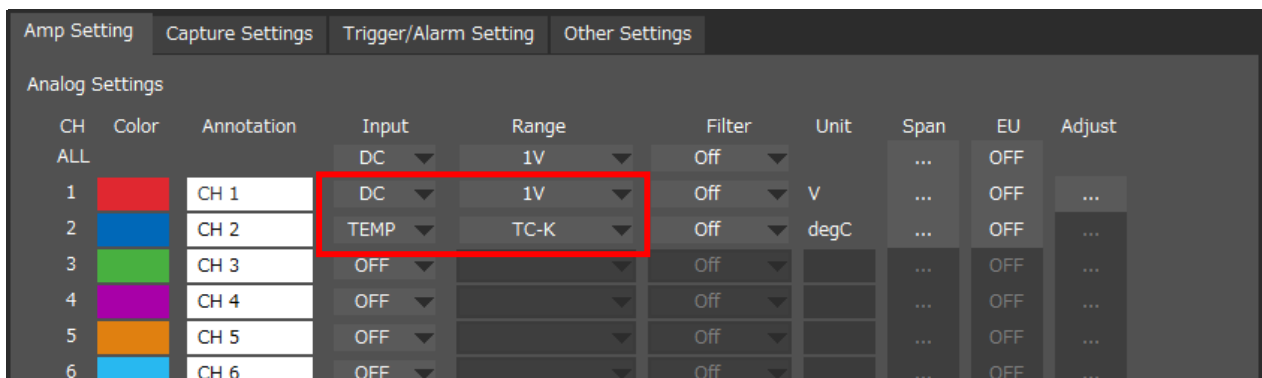 Amp Setting Capture Settings Trigger/Alarm Setting Other Settings
Analog Settings
CH Color Annotation Input Range Filter Unit Span EU Adjust
ALL DC 1V Off ... OFF
1 CH 1 DC 1V Off V ... OFF ...
2 CH 2 TEMP TC-K Off degC ... OFF ...
3 CH 3 OFF Off ... OFF ...
4 CH 4 OFF Off ... OFF ...
5 CH 5 OFF Off ... OFF ...
6 CH 6 OFF Off ... OFF ...